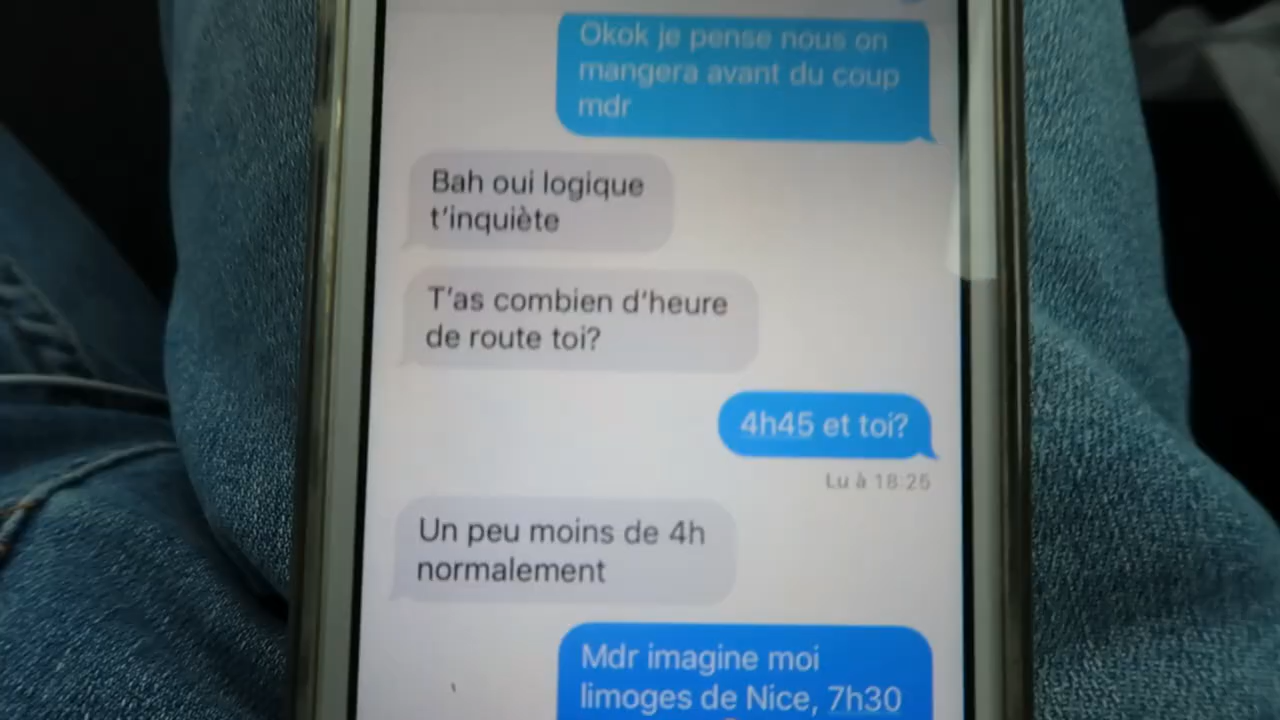 Okok je pense nous on
mangera avant du coup
mdr
Bah oui logique
t'inquiète
T'as combien d'heure
de route toi?
4h45 et toi?
Lu à 18:26
Un peu moins de 4h
normalement
Mdr imagine moi
limoges de Nice, 7h30